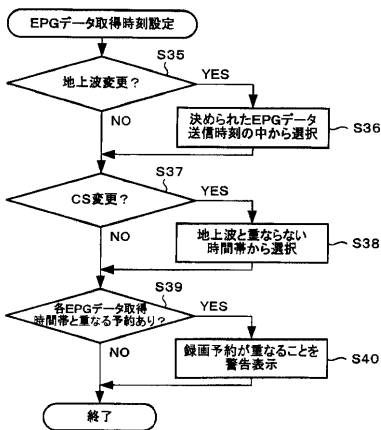 EPGデータ取得時刻設定
S35
地上波変更？
YES
NO
決められたEPGデータ
送信時刻の中から選択
S36
S37
CS変更？
YES
NO
地上波と重ならない
時間帯から選択
S38
S39
各EPGデータ取得
時間帯と重なる予約あり？
YES
NO
録画予約が重なることを
警告表示
S40
終了